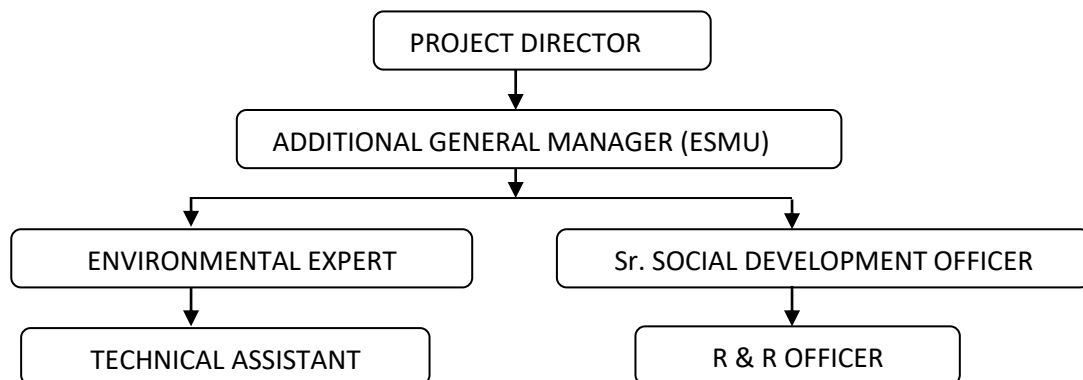 PROJECT DIRECTOR
ADDITIONAL GENERAL MANAGER (ESMU)
ENVIRONMENTAL EXPERT
Sr. SOCIAL DEVELOPMENT OFFICER
TECHNICAL ASSISTANT
R & R OFFICER